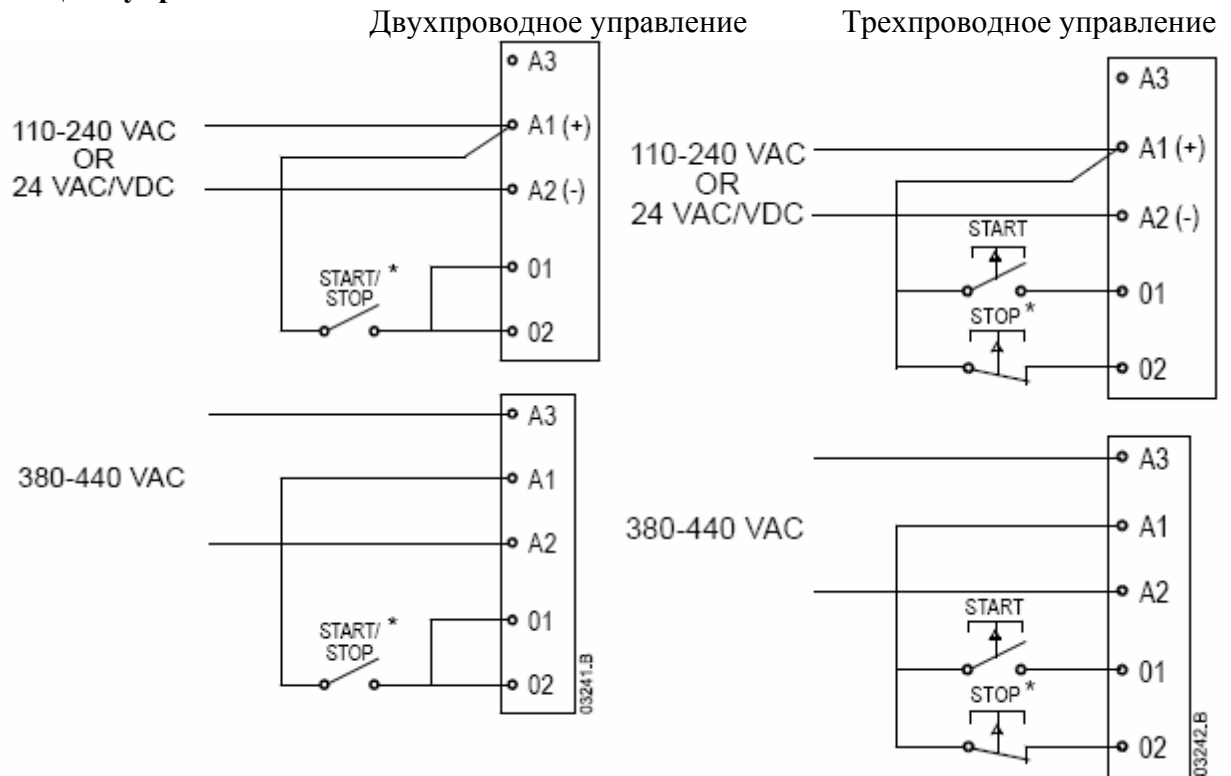 Двухпроводное управление
Трехпроводное управление
A3
110-240 VAC
OR
24 VAC/VDC
A1 (+)
A2 (-)
START/ *
STOP
01
02
A3
380-440 VAC
A1
A2
START/ *
STOP
01
02
03241.B
A3
110-240 VAC
OR
24 VAC/VDC
A1 (+)
A2 (-)
START
01
STOP *
02
A3
380-440 VAC
A1
A2
START
01
STOP *
02
03242.B